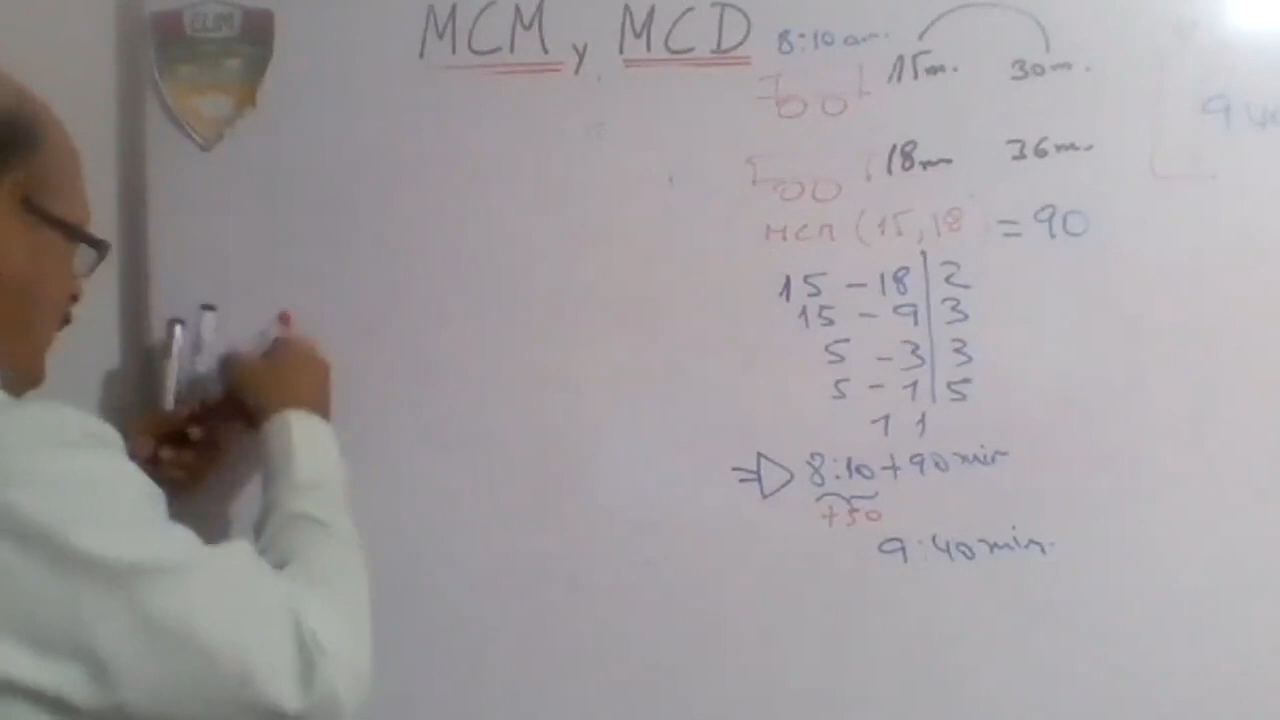 ELIM
MCM y MCD
8:10 am.
15m. 30m.
18m 36m.
MCM (15,18 = 90
15 - 18 | 2
15 - 9 | 3
5 - 3 | 3
5 - 1 | 5
1 1
8:10 + 90 min
+50
9:40 min.